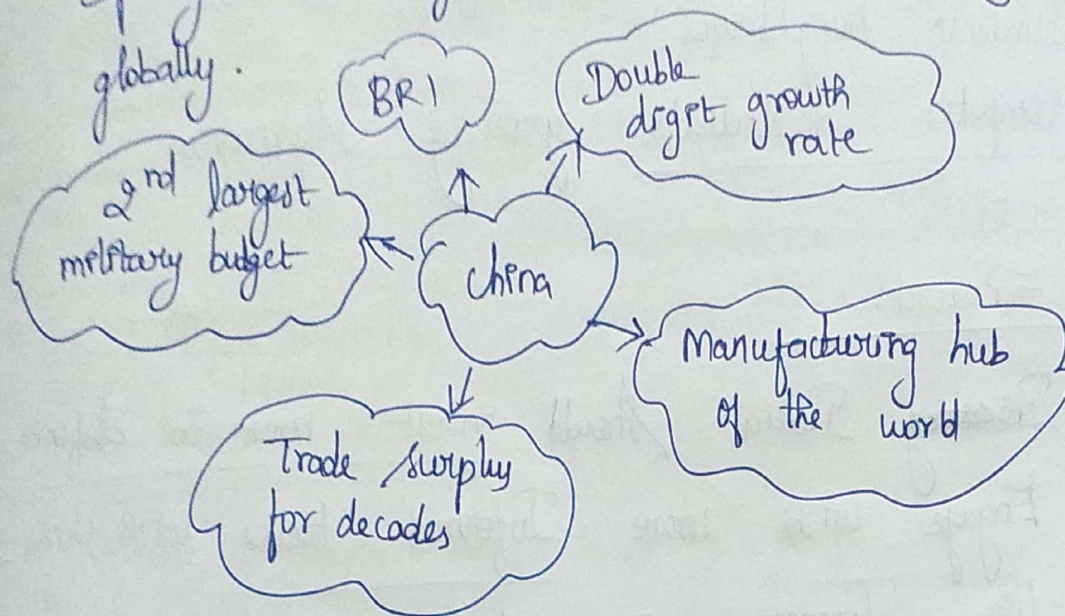 globally.
BRI
Double
digit growth
rate
2rd largest
military budget
China
Manufacturing hub
of the world
Trade surplus
for decades